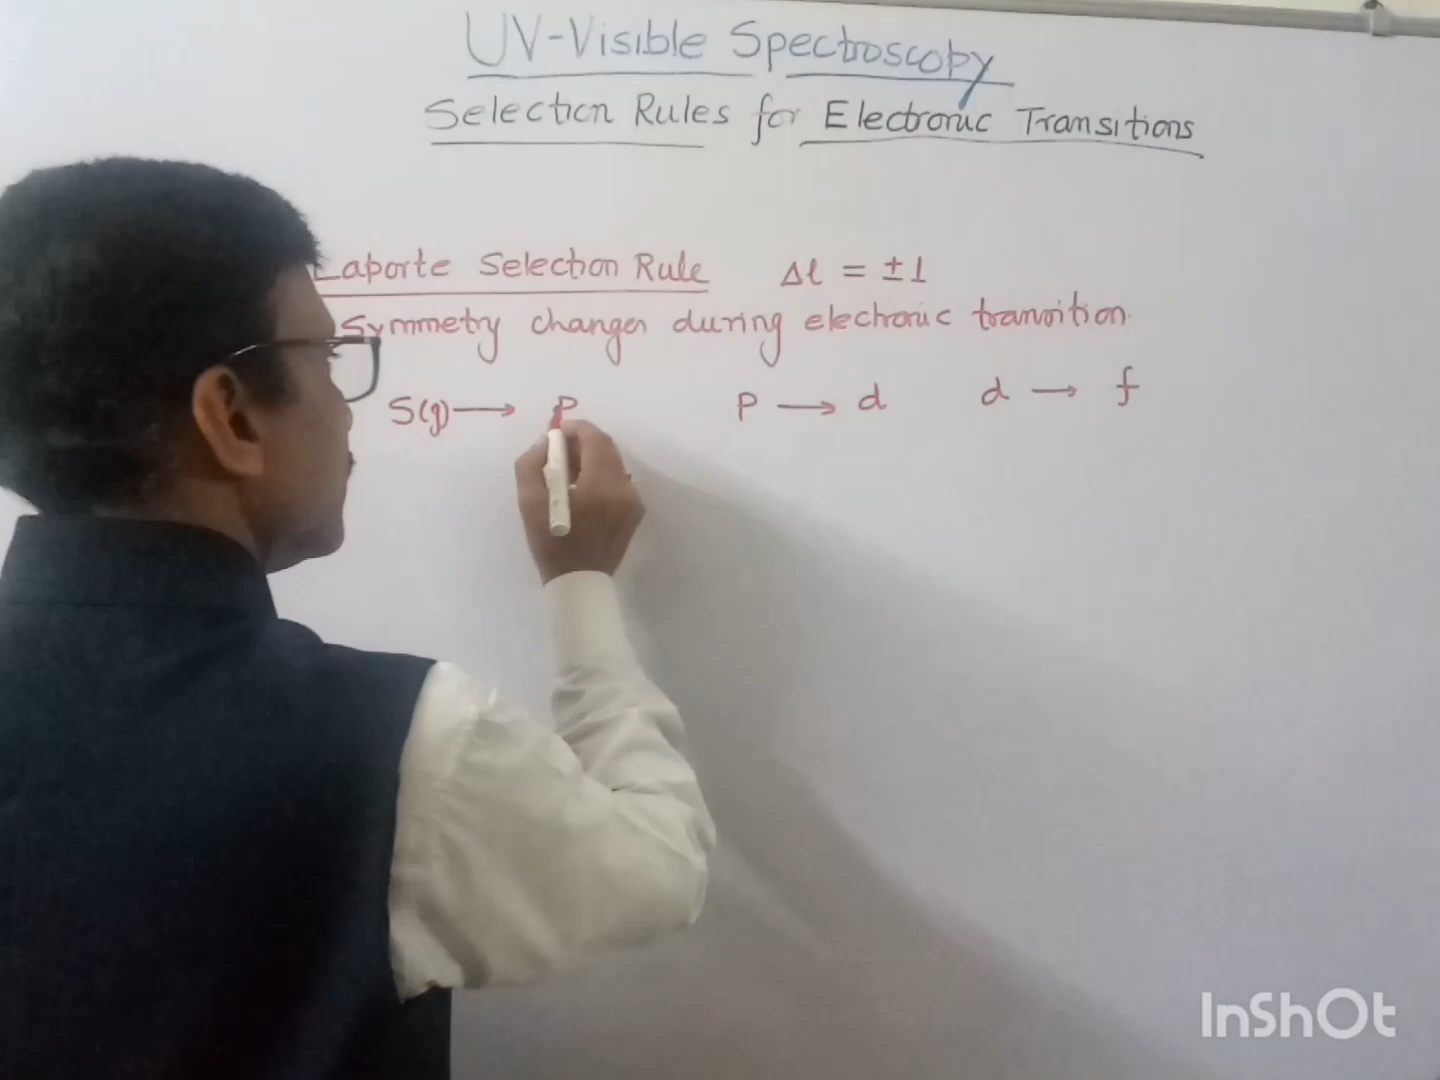 UV-Visible Spectroscopy
Selection Rules for Electronic Transitions
Laporte Selection Rule Δl = ±1
Symmetry changes during electronic transition.
S(g) → P P → d d → f
InShOt